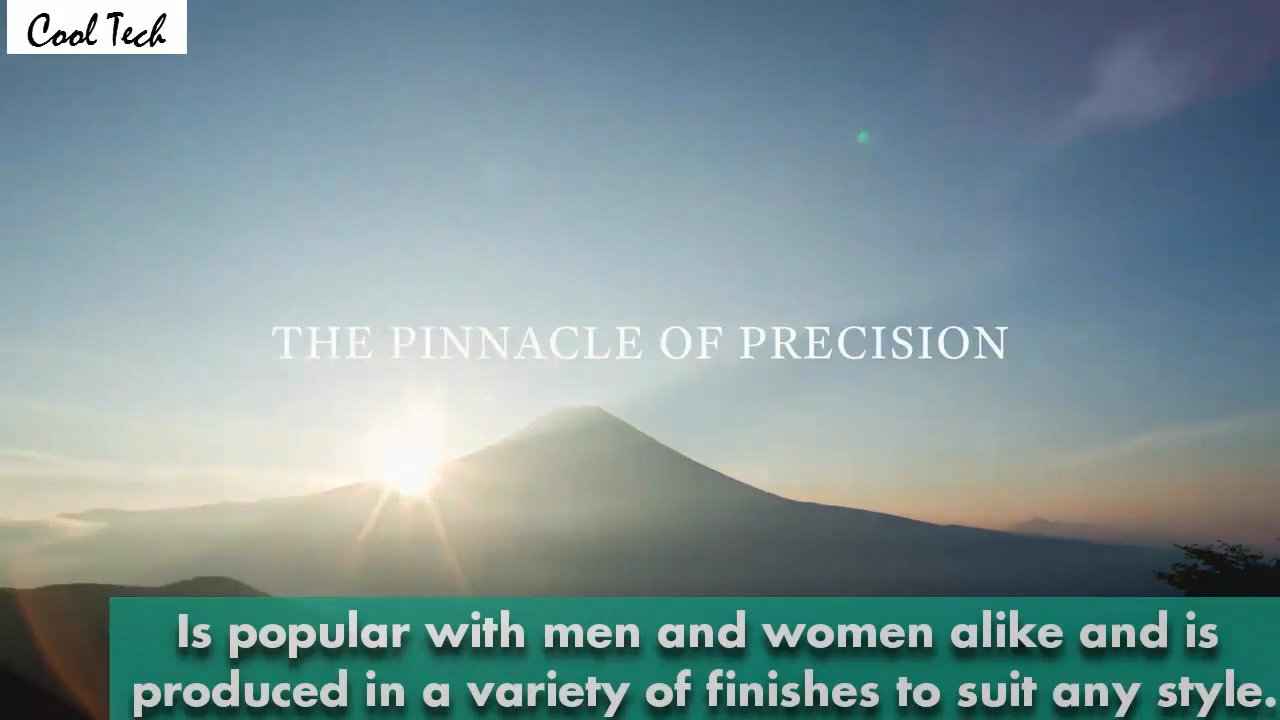 Cool Tech
THE PINNACLE OF PRECISION
Is popular with men and women alike and is
produced in a variety of finishes to suit any style.